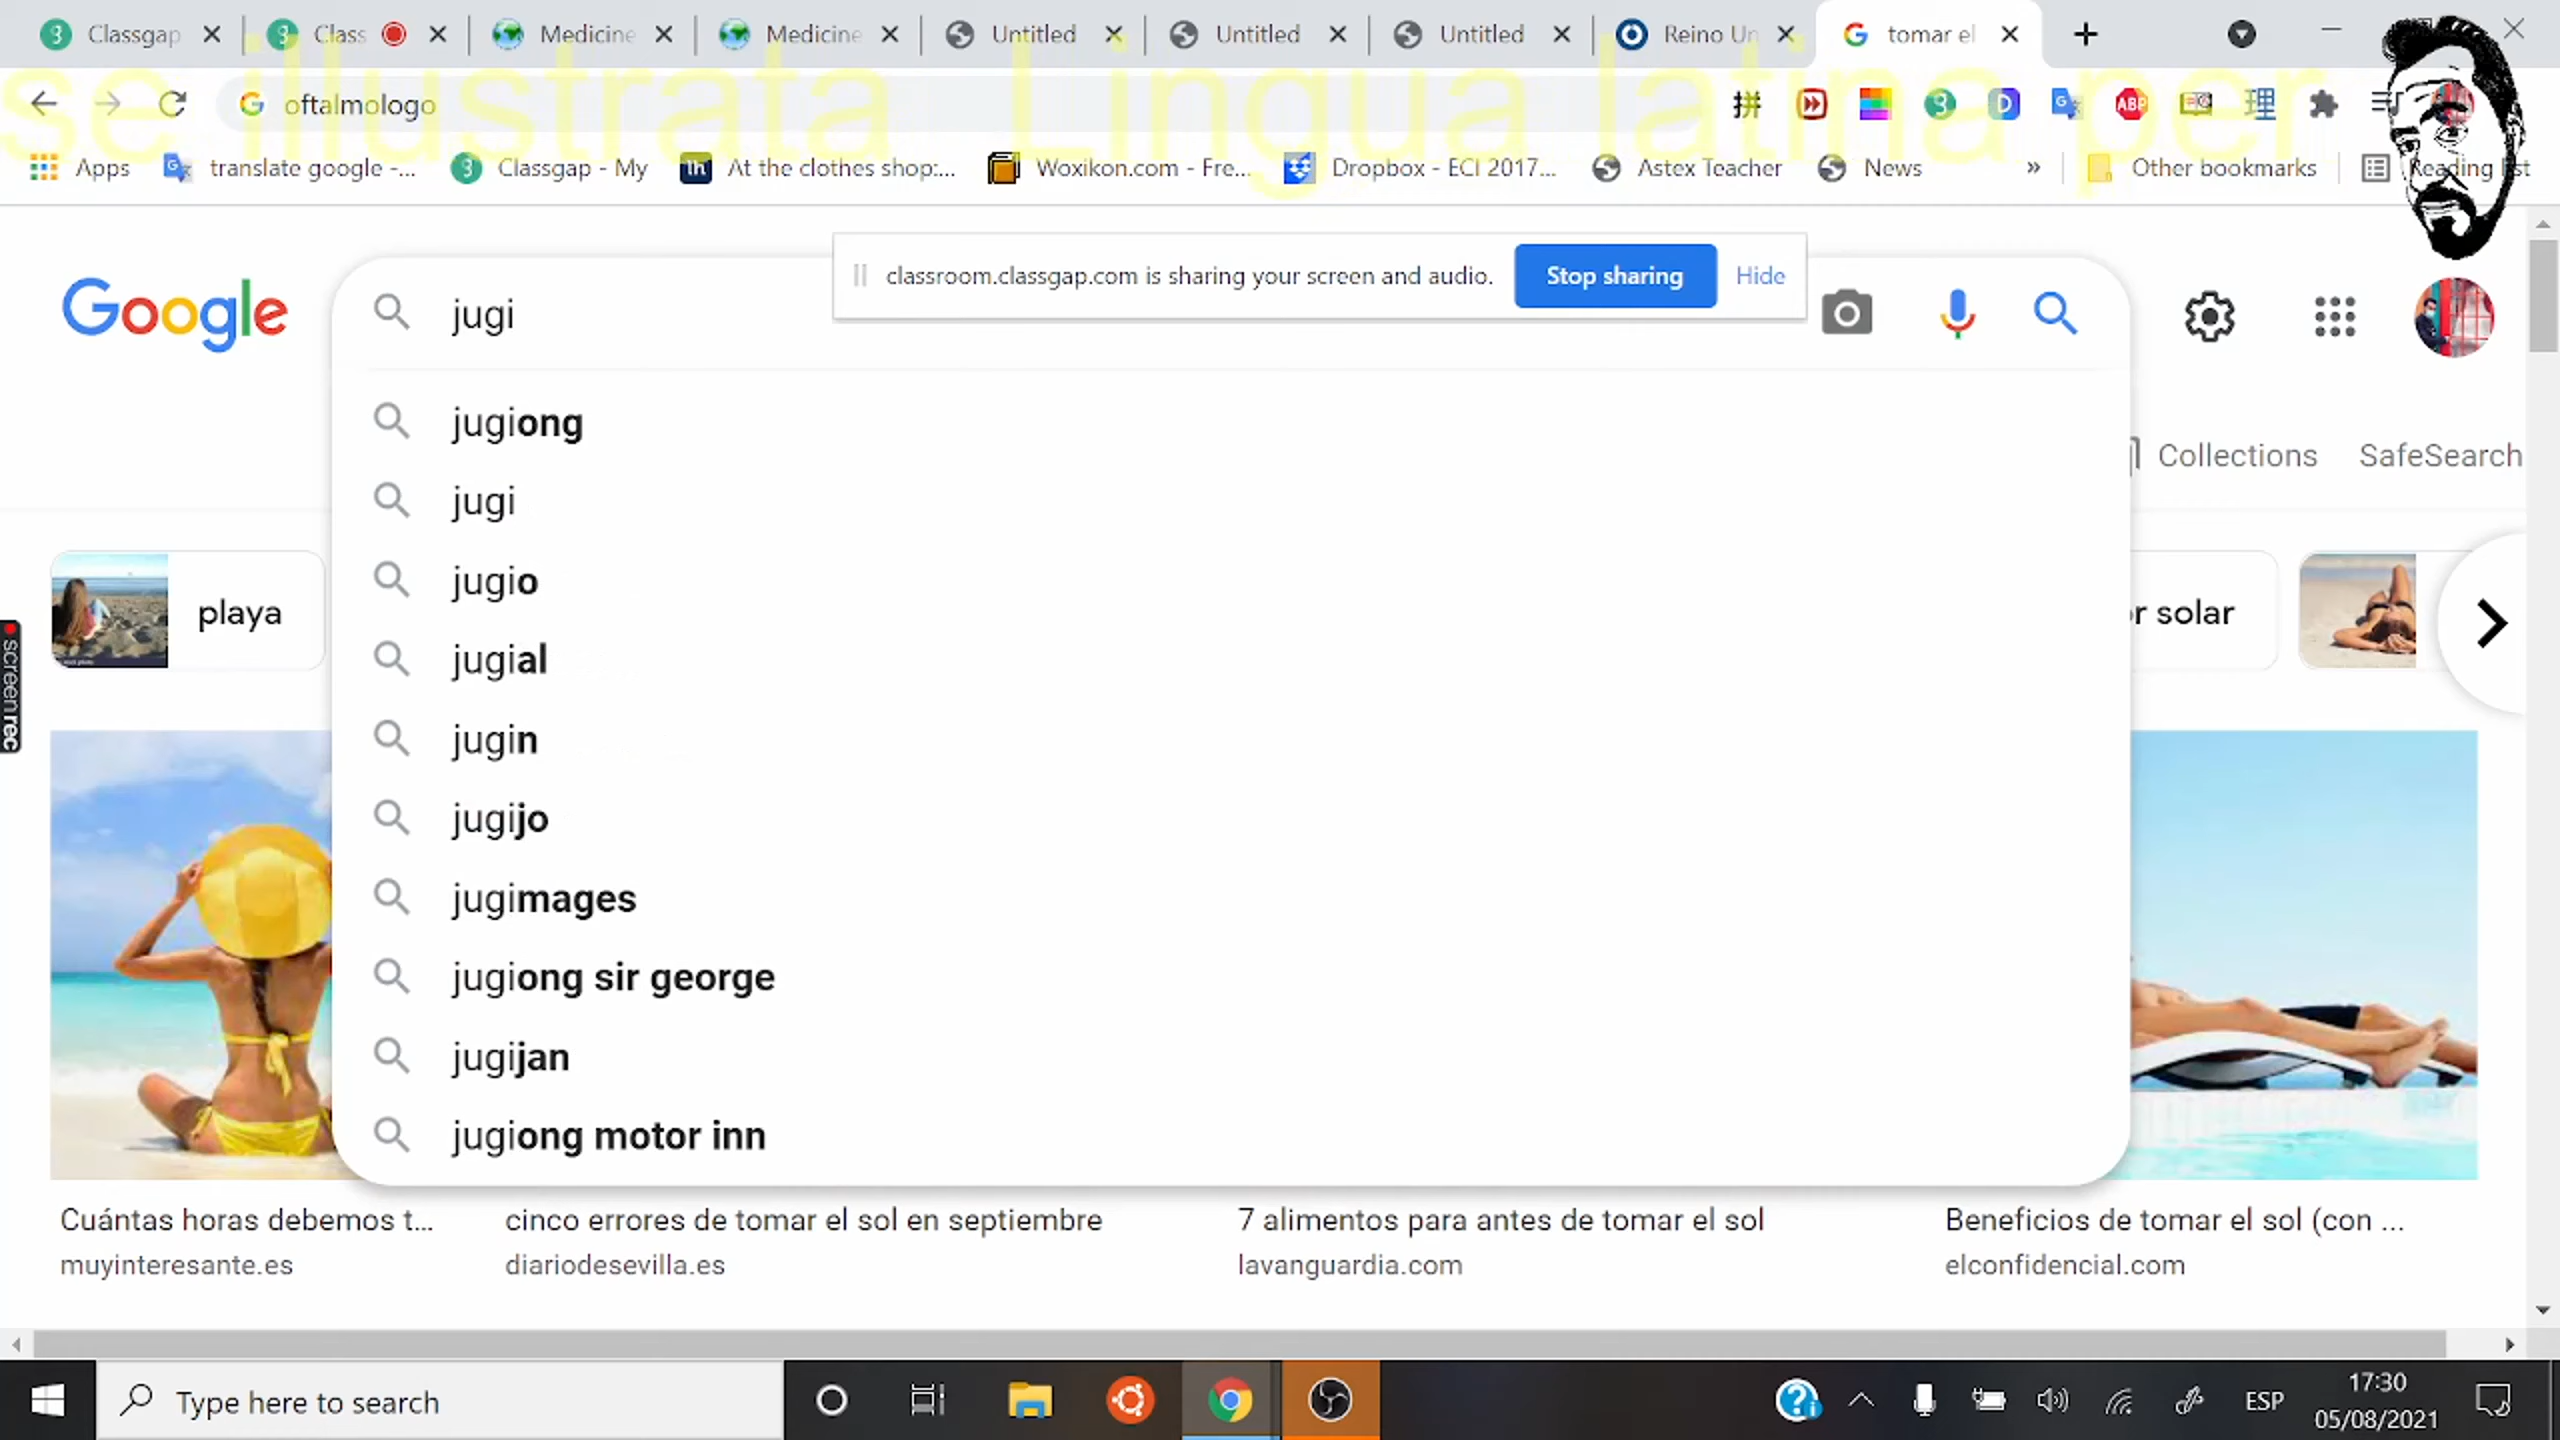 Classgap
Class
Medicine
Medicine
Untitled
Untitled
Untitled
Reino Un
tomar el
se illustrata Lingua latina per
oftalmologo
ABP
Apps
translate google -...
Classgap - My
th
At the clothes shop:...
Woxikon.com - Fre...
Dropbox - ECI 2017...
Astex Teacher
News
»
Other bookmarks
Reading list
classroom.classgap.com is sharing your screen and audio.
Stop sharing
Hide
Google
jugi
jugiong
jugi
jugio
jugial
jugin
jugijo
jugimages
jugiong sir george
jugijan
jugiong motor inn
Collections
SafeSearch
playa
r solar
screenrec
Cuántas horas debemos t...
muyinteresante.es
cinco errores de tomar el sol en septiembre
diariodesevilla.es
7 alimentos para antes de tomar el sol
lavanguardia.com
Beneficios de tomar el sol (con ...
elconfidencial.com
Type here to search
ESP
17:30
05/08/2021